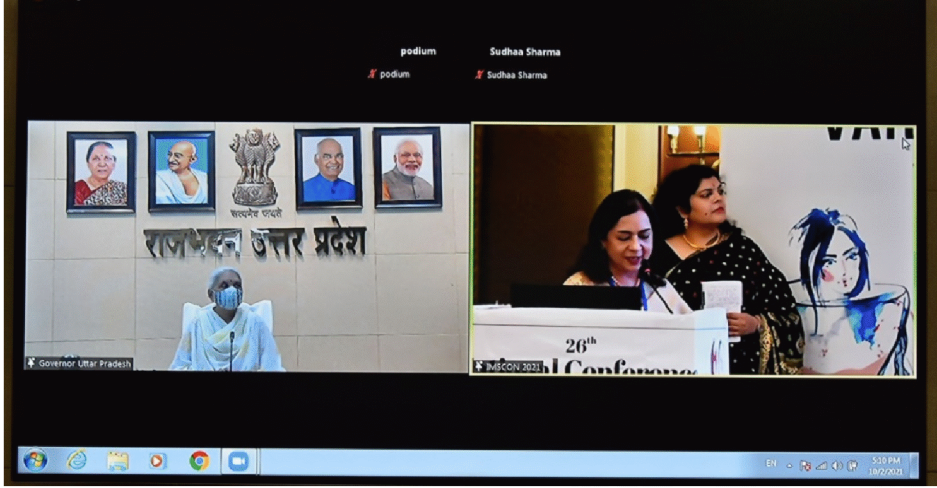 podium
Sudhaa Sharma
podium
Sudhaa Sharma
सत्यमेव जयते
राजभवन उत्तर प्रदेश
Governor Uttar Pradesh
26th
Conference
IMSCON 2021
EN
5:10 PM
10/2/2021